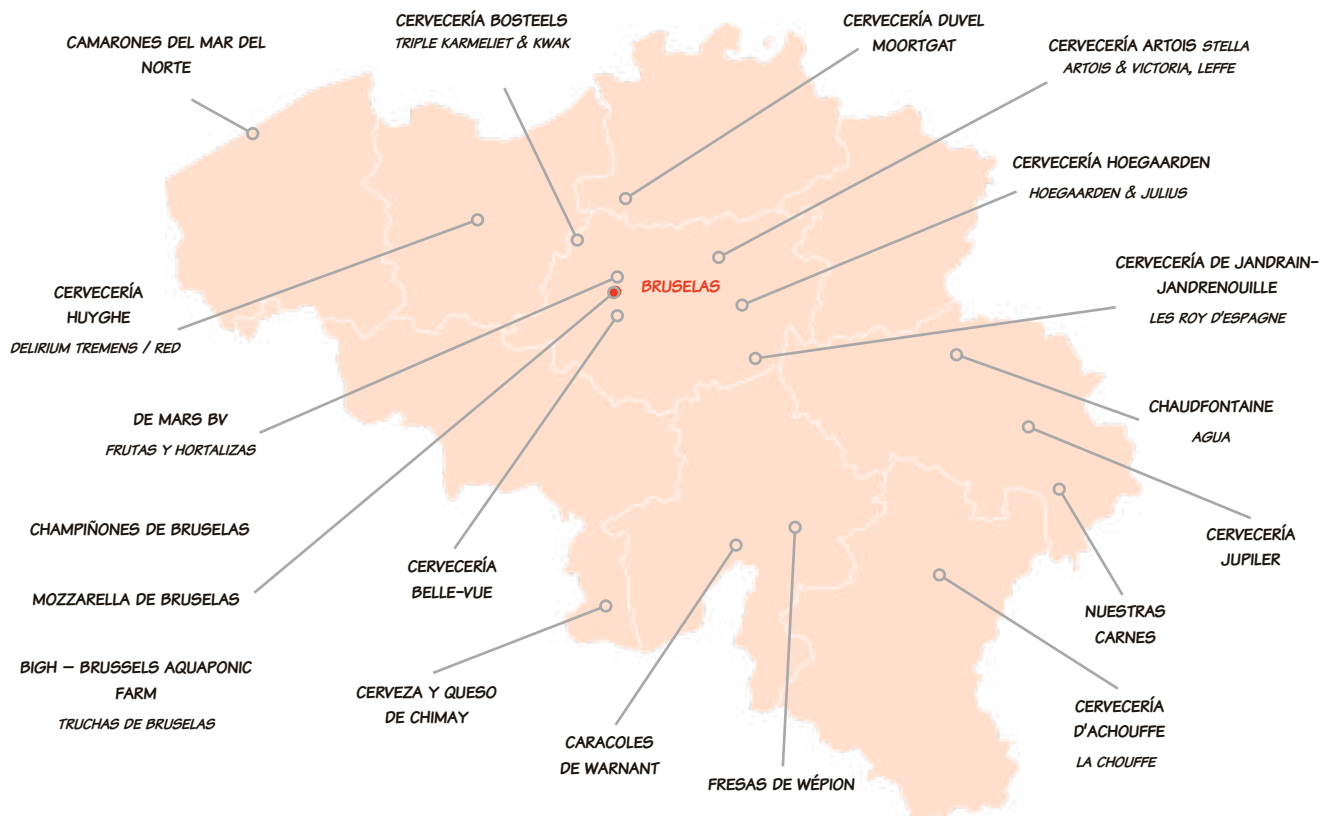 CERVECERÍA BOSTEELS
TRIPLE KARMELIET & KWAK
CERVECERÍA DUVEL
MOORTGAT
CAMARONES DEL MAR DEL
NORTE
CERVECERÍA ARTOIS STELLA
ARTOIS & VICTORIA, LEFFE
CERVECERÍA HOEGAARDEN
HOEGAARDEN & JULIUS
CERVECERÍA DE JANDRAIN-
JANDRENOUILLE
LES ROY D'ESPAGNE
BRUSELAS
CERVECERÍA
HUYGHE
DELIRIUM TREMENS / RED
CHAUDFONTAINE
AGUA
DE MARS BV
FRUTAS Y HORTALIZAS
CHAMPIÑONES DE BRUSELAS
CERVECERÍA
JUPILER
CERVECERÍA
BELLE-VUE
MOZZARELLA DE BRUSELAS
NUESTRAS
CARNES
BIGH – BRUSSELS AQUAPONIC
FARM
TRUCHAS DE BRUSELAS
CERVEZA Y QUESO
DE CHIMAY
CERVECERÍA
D'ACHOUFFE
LA CHOUFFE
CARACOLES
DE WARNANT
FRESAS DE WÉPION